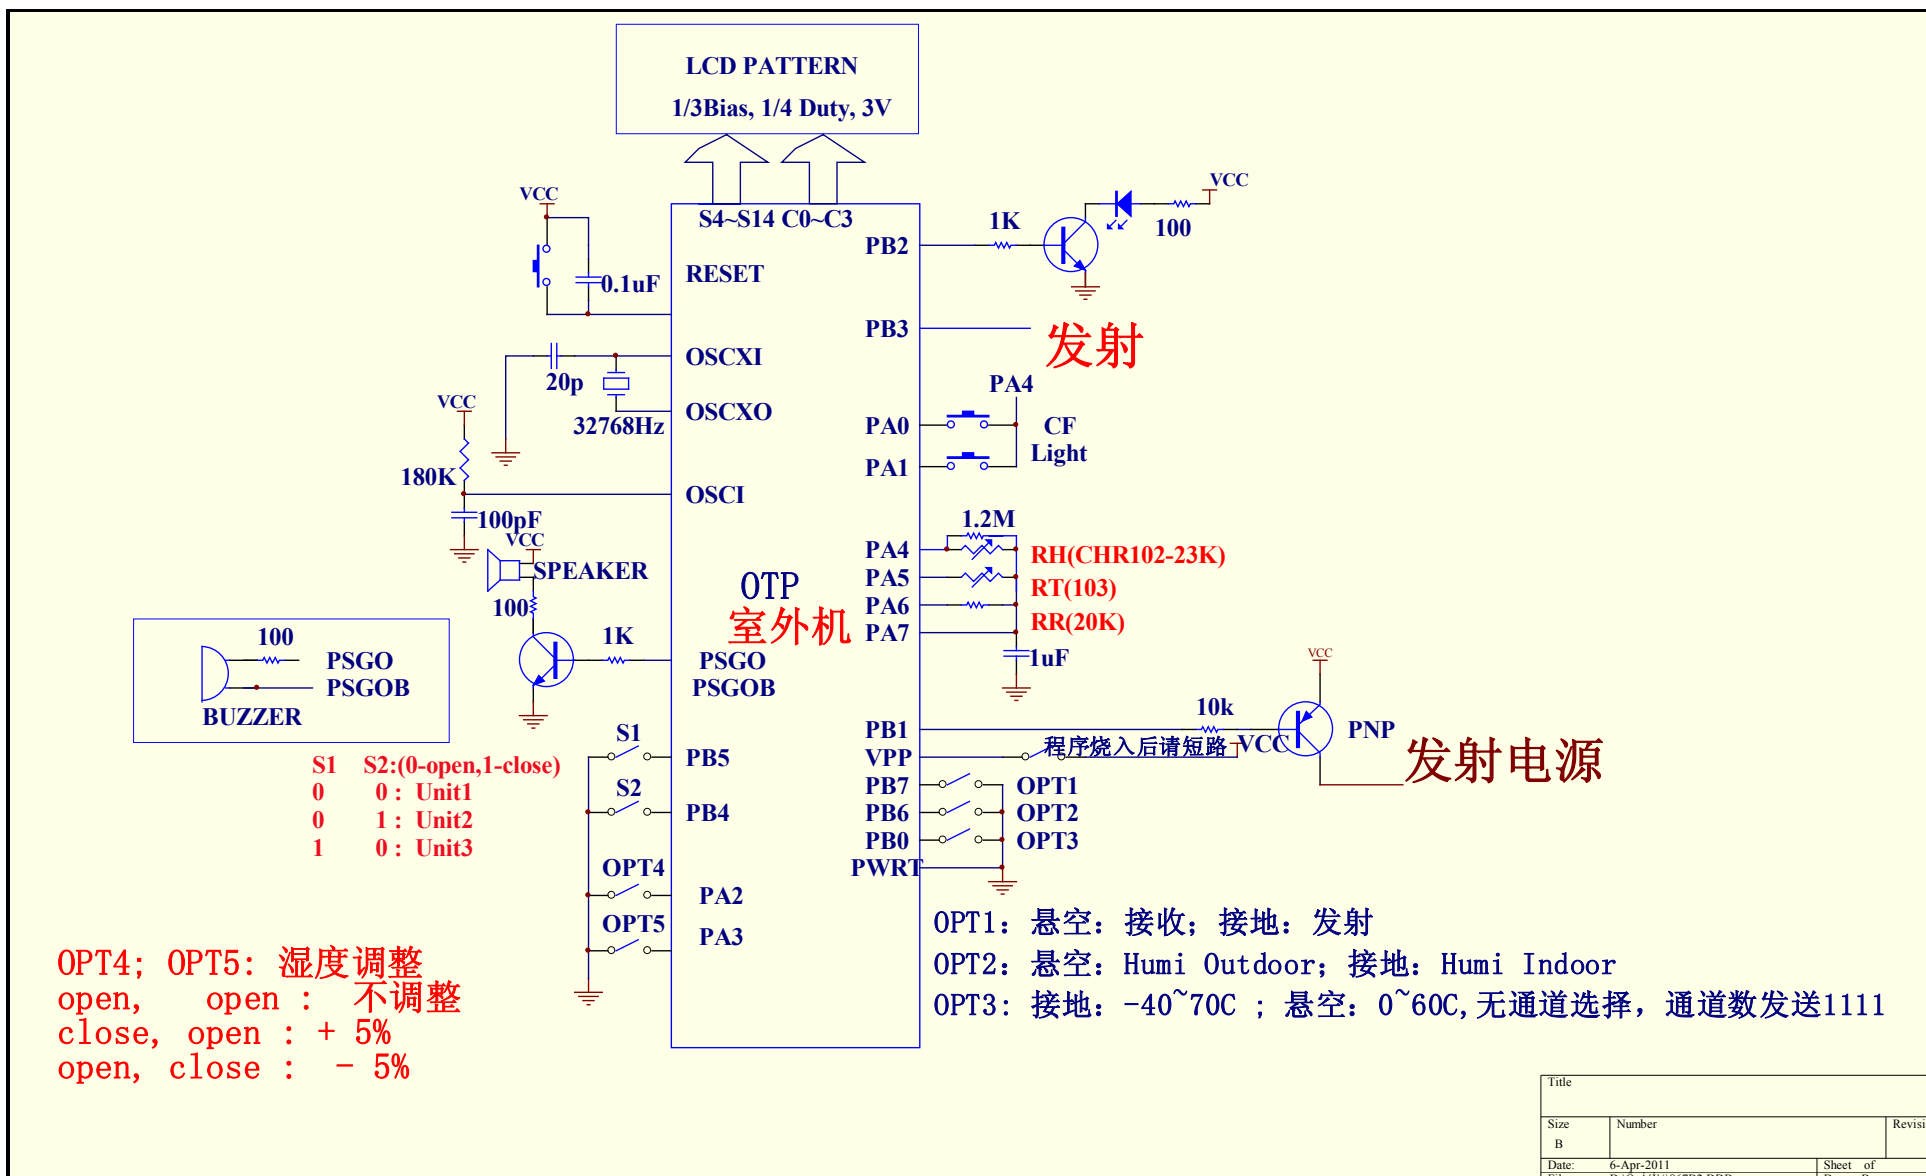 LCD PATTERN
1/3Bias, 1/4 Duty, 3V
VCC
VCC
S4~S14 C0~C3
1K
100
PB2
RESET
0.1uF
PB3
发射
OSCXI
20p
PA4
VCC
OSCXO
32768Hz
PA0
CF
Light
PA1
180K
OSCI
100pF
1.2M
VCC
PA4
RH(CHR102-23K)
SPEAKER
OTP
PA5
RT(103)
100
室外机
PA6
RR(20K)
PA7
100
1K
PSGO
PSGO
1uF
VCC
PSGOB
PSGOB
BUZZER
10k
S1
PB1
PNP
程序烧入后请短路
VCC
发射电源
PB5
VPP
S1 S2:(0-open,1-close)
0 0 : Unit1
0 1 : Unit2
1 0 : Unit3
S2
PB7
OPT1
PB4
PB6
OPT2
PB0
OPT3
OPT4
PWRT
PA2
OPT5
PA3
OPT1: 悬空: 接收; 接地: 发射
OPT2: 悬空: Humi Outdoor; 接地: Humi Indoor
OPT3: 接地: -40~70C ; 悬空: 0~60C,无通道选择, 通道数发送1111
OPT4; OPT5: 湿度调整
open, open : 不调整
close, open : + 5%
open, close : - 5%
Title
Size
Number
Revisi
B
Date:
6-Apr-2011
Sheet of